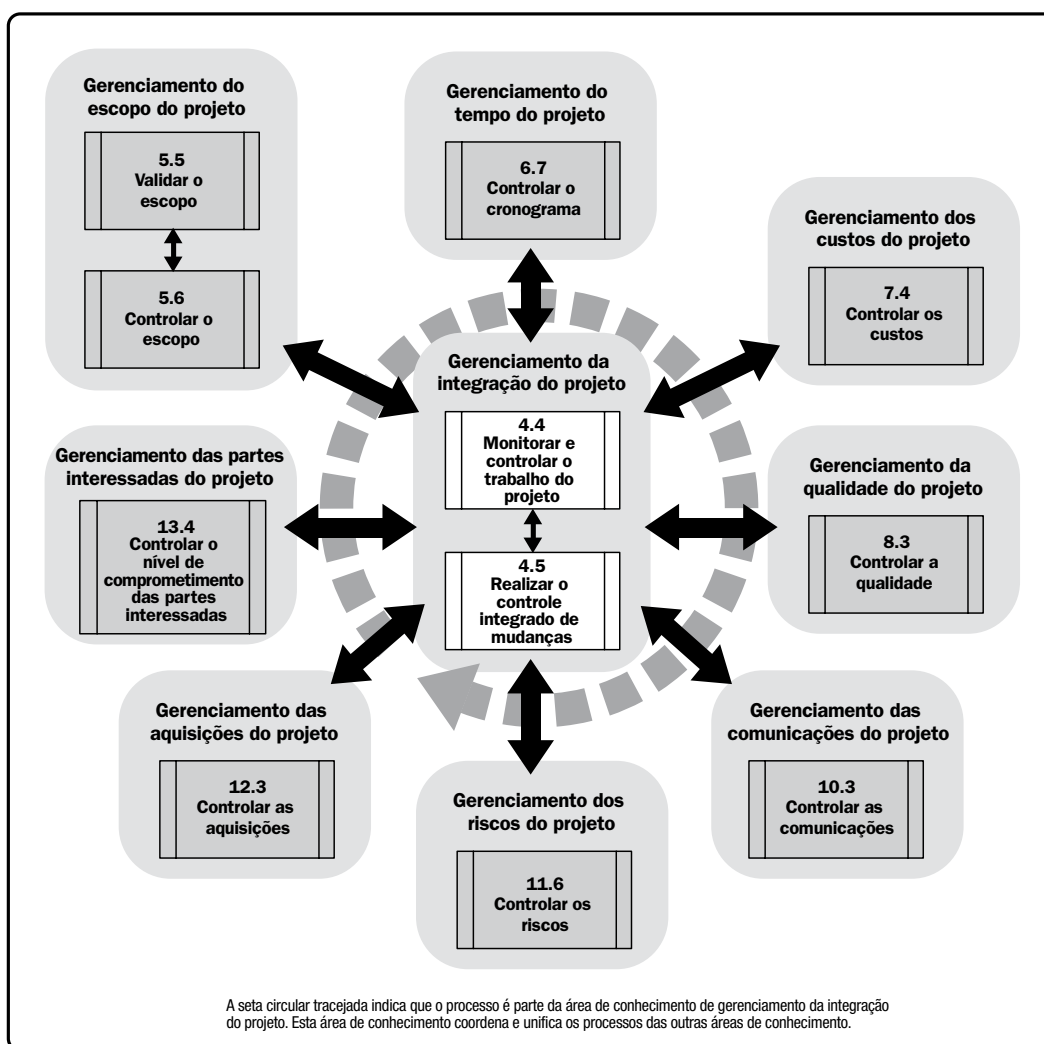 Gerenciamento do
escopo do projeto
5.5
Validar o
escopo
5.6
Controlar o
escopo
Gerenciamento do
tempo do projeto
6.7
Controlar o
cronograma
Gerenciamento dos
custos do projeto
7.4
Controlar os
custos
Gerenciamento da
integração do projeto
4.4
Monitorar e
controlar o
trabalho do
projeto
4.5
Realizar o
controle
integrado de
mudanças
Gerenciamento das partes
interessadas do projeto
13.4
Controlar o
nível de
comprometimento
das partes
interessadas
Gerenciamento da
qualidade do projeto
8.3
Controlar a
qualidade
Gerenciamento das
aquisições do projeto
12.3
Controlar as
aquisições
Gerenciamento dos
riscos do projeto
11.6
Controlar os
riscos
Gerenciamento das
comunicações do projeto
10.3
Controlar as
comunicações
A seta circular tracejada indica que o processo é parte da área de conhecimento de gerenciamento da integração
do projeto. Esta área de conhecimento coordena e unifica os processos das outras áreas de conhecimento.